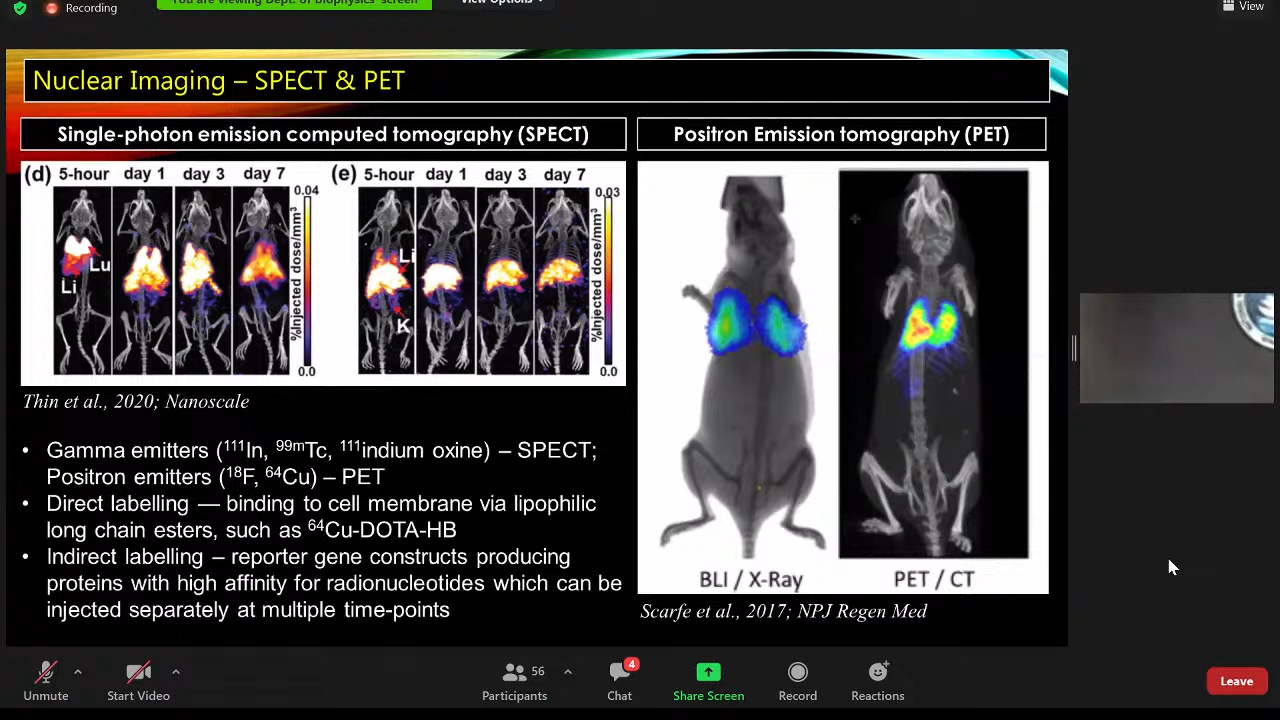 Recording
You are viewing Dept. of biophysics' screen
View Options
View
Nuclear Imaging – SPECT & PET
Single-photon emission computed tomography (SPECT)
Positron Emission tomography (PET)
(d) 5-hour day 1 day 3 day 7
0.04
%Injected dose/mm³
0.0
Lu
Li
(e) 5-hour day 1 day 3 day 7
0.03
%Injected dose/mm³
0.0
Li
K
Thin et al., 2020; Nanoscale
• Gamma emitters (¹¹¹In, ⁹⁹ᵐTc, ¹¹¹indium oxine) – SPECT;
Positron emitters (¹⁸F, ⁶⁴Cu) – PET
• Direct labelling — binding to cell membrane via lipophilic
long chain esters, such as ⁶⁴Cu-DOTA-HB
• Indirect labelling – reporter gene constructs producing
proteins with high affinity for radionucleotides which can be
injected separately at multiple time-points
BLI / X-Ray
PET / CT
Scarfe et al., 2017; NPJ Regen Med
Unmute
Start Video
56
Participants
4
Chat
Share Screen
Record
Reactions
Leave